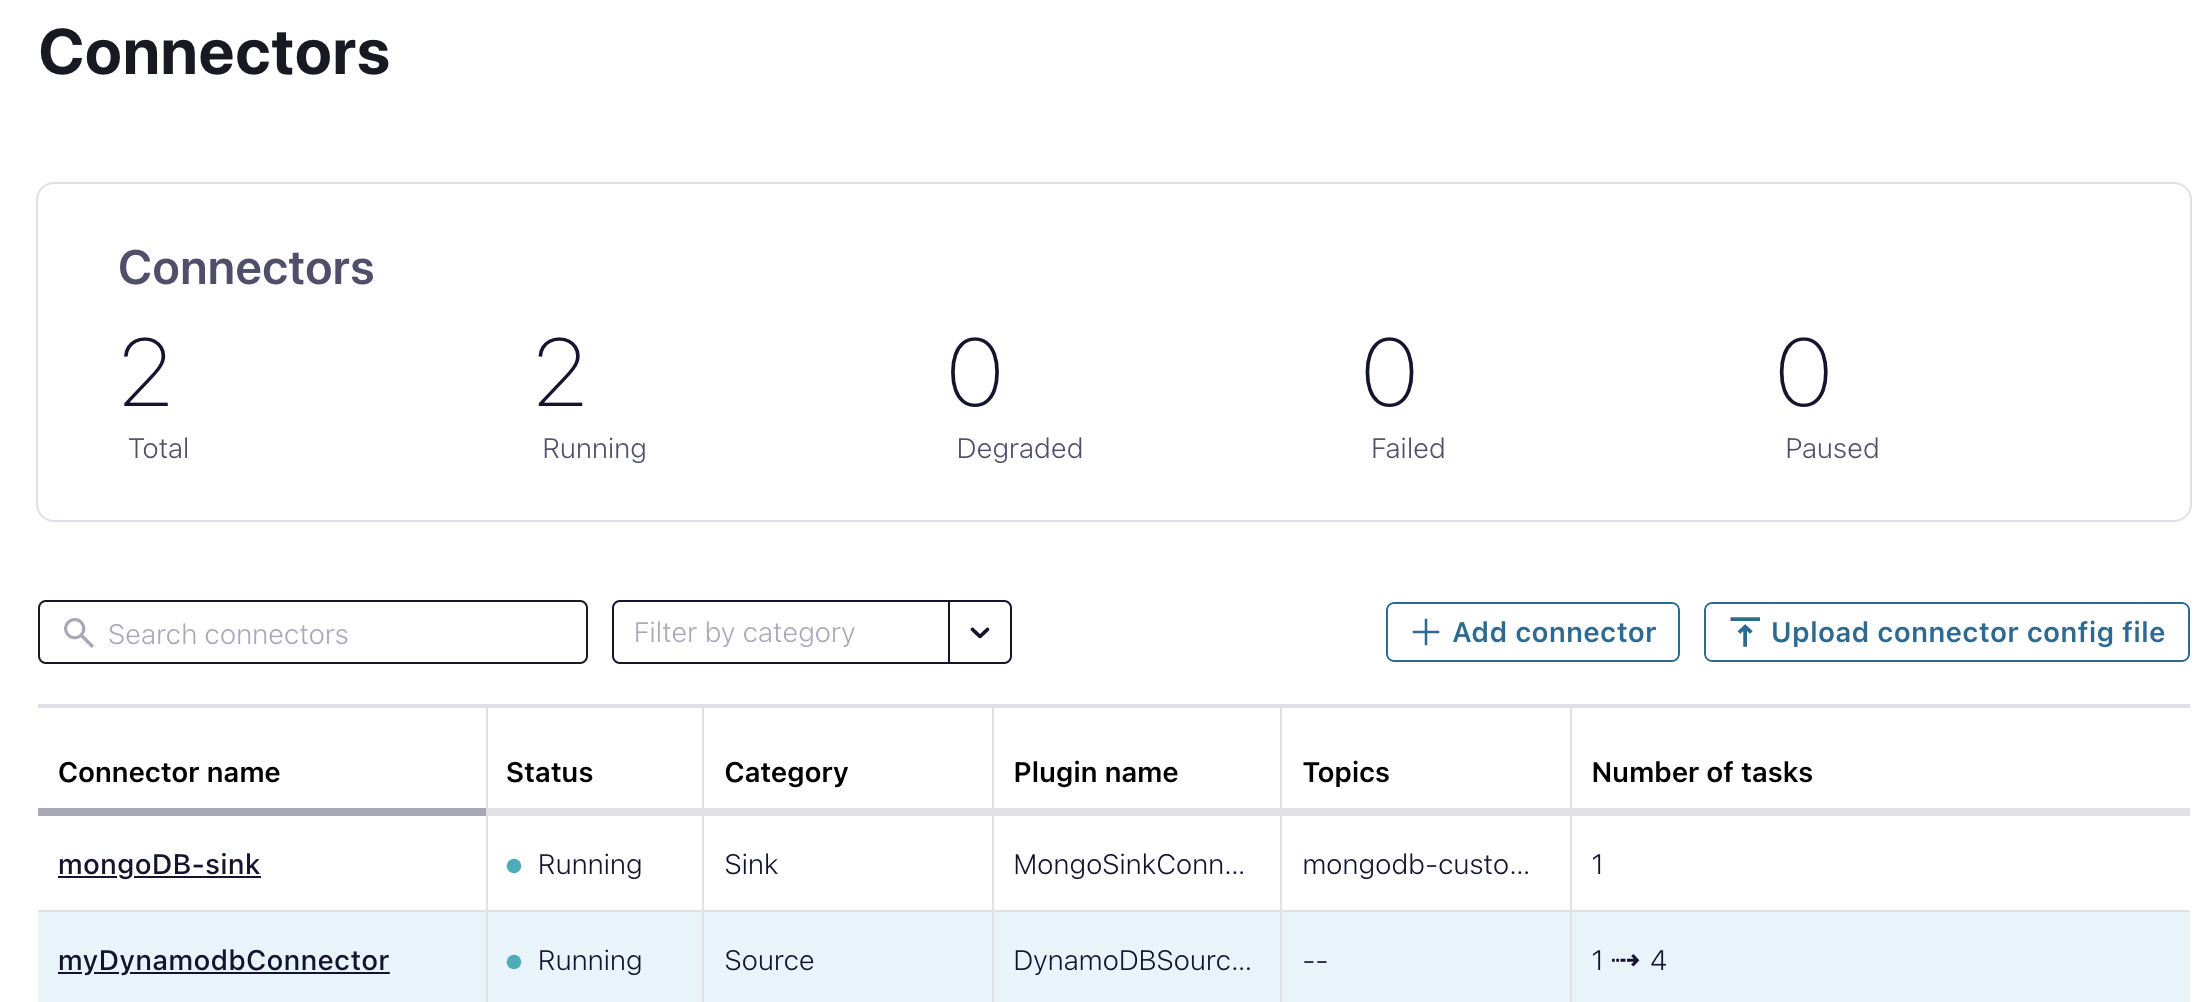 Connectors
Connectors
2 2 0 0 0
Total Running Degraded Failed Paused
Search connectors Filter by category Add connector Upload connector config file
Connector name Status Category Plugin name Topics Number of tasks
mongoDB-sink Running Sink MongoSinkConn... mongodb-custo... 1
myDynamodbConnector Running Source DynamoDBSourc... -- 1 ⇢ 4